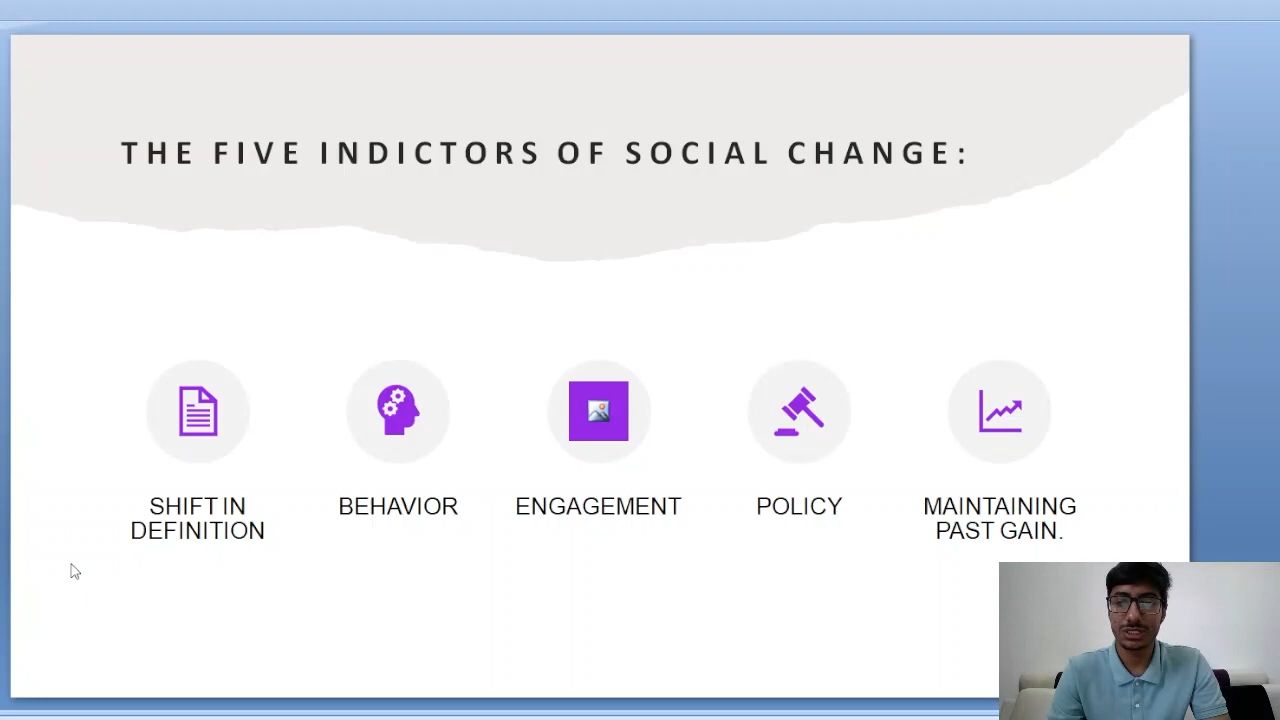 THE FIVE INDICTORS OF SOCIAL CHANGE:
SHIFT IN
DEFINITION
BEHAVIOR
ENGAGEMENT
POLICY
MAINTAINING
PAST GAIN.